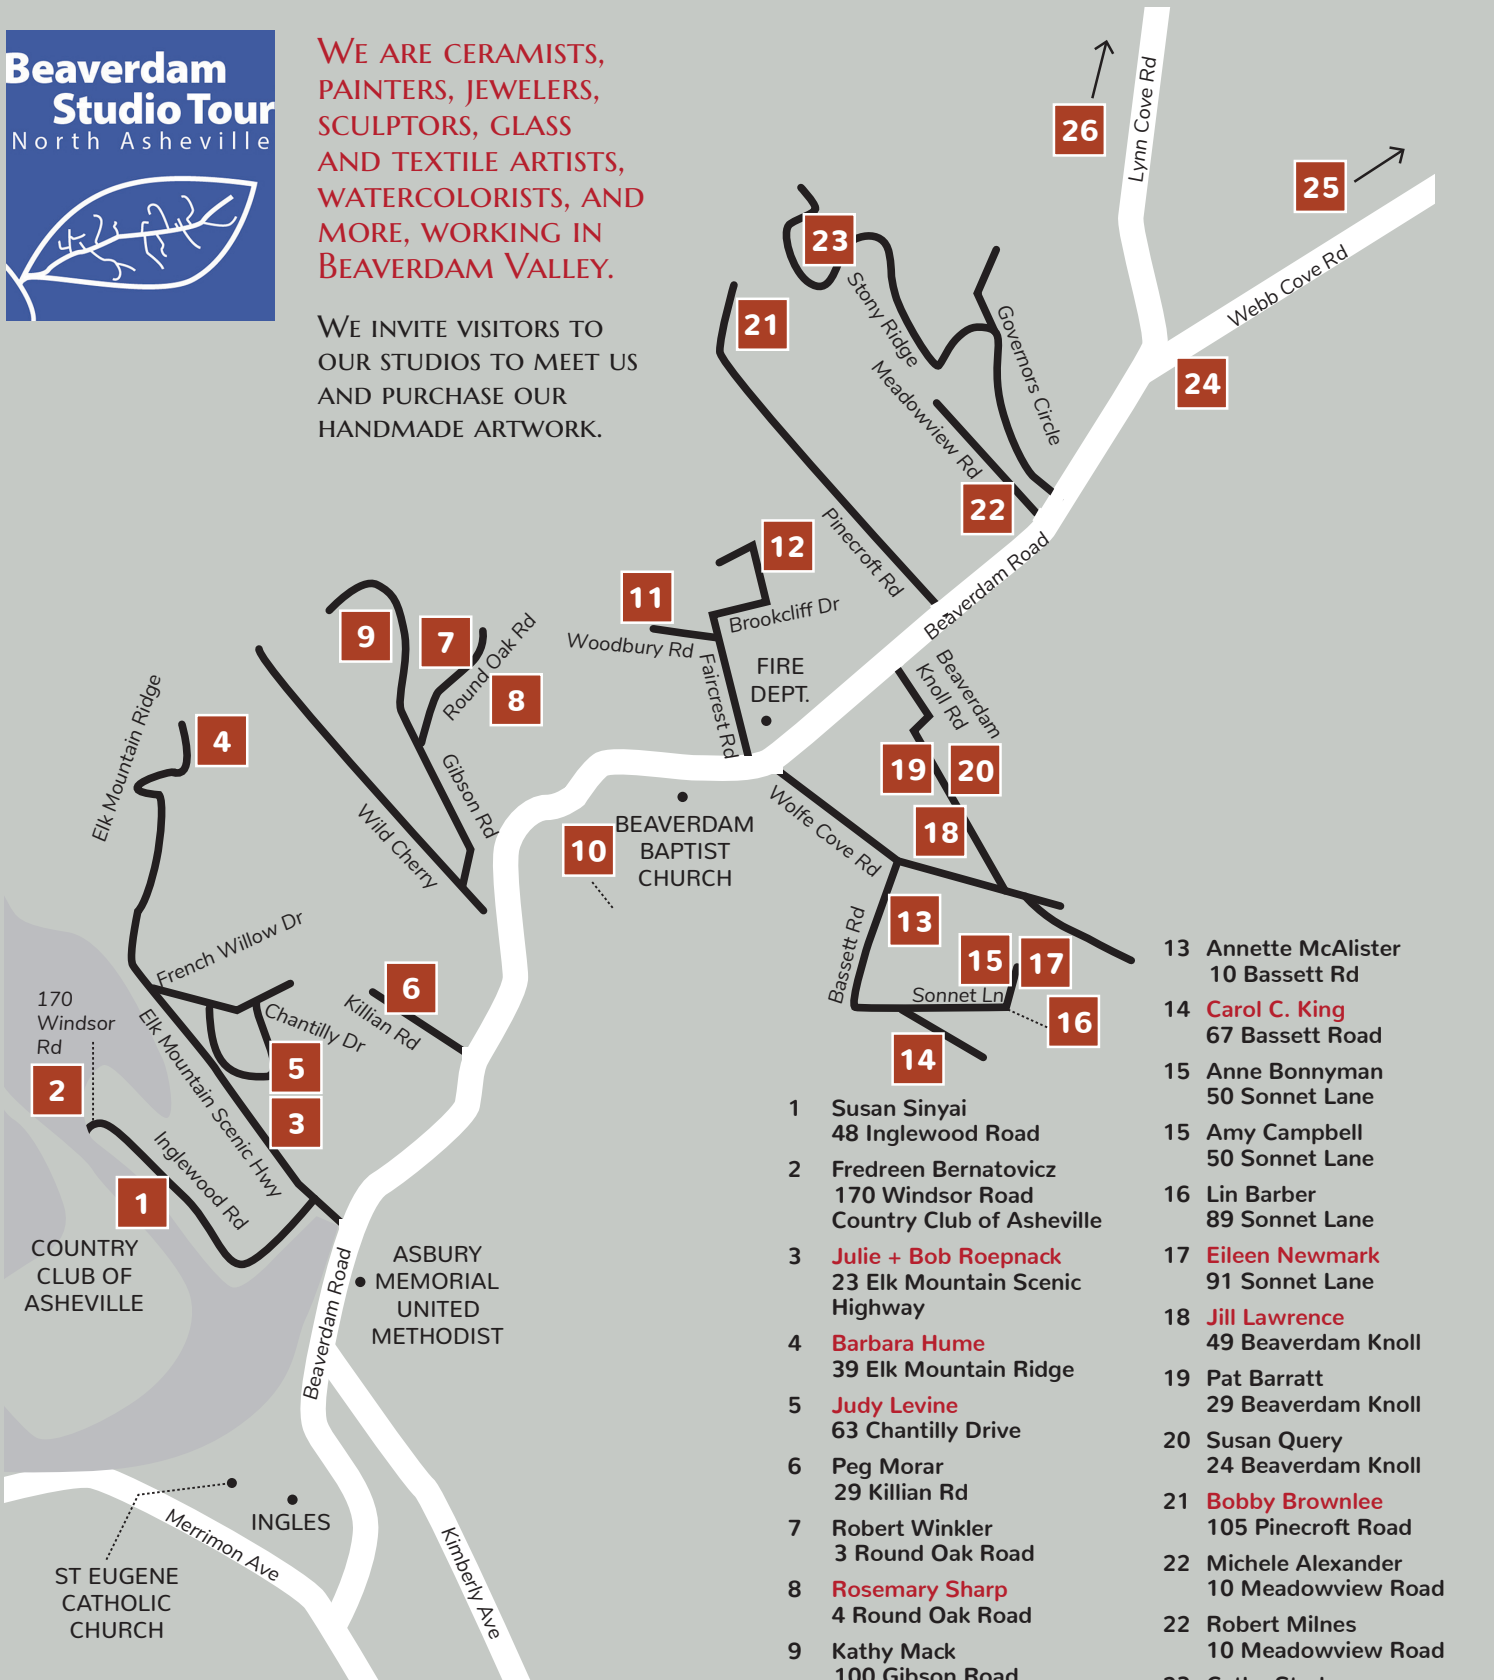 Beaverdam
Studio Tour
North Asheville
We are ceramists,
painters, jewelers,
sculptors, glass
and textile artists,
watercolorists, and
more, working in
Beaverdam Valley.
We invite visitors to
our studios to meet us
and purchase our
handmade artwork.
26
Lynn Cove Rd
25
Webb Cove Rd
24
23
Stony Ridge
Governors Circle
21
Meadowview Rd
22
Pinecroft Rd
Beaverdam Road
12
11
Brookcliff Dr
Woodbury Rd
Faircrest Rd
FIRE
DEPT.
Beaverdam
Knoll Rd
9
7
Round Oak Rd
8
Gibson Rd
Wild Cherry
Elk Mountain Ridge
4
19
20
18
Wolfe Cove Rd
10
BEAVERDAM
BAPTIST
CHURCH
13
Bassett Rd
15
17
Sonnet Ln
16
14
French Willow Dr
6
Killian Rd
Chantilly Dr
170
Windsor
Rd
2
5
3
Elk Mountain Scenic Hwy
Inglewood Rd
1
COUNTRY
CLUB OF
ASHEVILLE
Beaverdam Road
ASBURY
MEMORIAL
UNITED
METHODIST
INGLES
Merrimon Ave
Kimberly Ave
ST EUGENE
CATHOLIC
CHURCH
1 Susan Sinyai
48 Inglewood Road
2 Fredreen Bernatovicz
170 Windsor Road
Country Club of Asheville
3 Julie + Bob Roepnack
23 Elk Mountain Scenic
Highway
4 Barbara Hume
39 Elk Mountain Ridge
5 Judy Levine
63 Chantilly Drive
6 Peg Morar
29 Killian Rd
7 Robert Winkler
3 Round Oak Road
8 Rosemary Sharp
4 Round Oak Road
9 Kathy Mack
100 Gibson Road
13 Annette McAlister
10 Bassett Rd
14 Carol C. King
67 Bassett Road
15 Anne Bonnyman
50 Sonnet Lane
15 Amy Campbell
50 Sonnet Lane
16 Lin Barber
89 Sonnet Lane
17 Eileen Newmark
91 Sonnet Lane
18 Jill Lawrence
49 Beaverdam Knoll
19 Pat Barratt
29 Beaverdam Knoll
20 Susan Query
24 Beaverdam Knoll
21 Bobby Brownlee
105 Pinecroft Road
22 Michele Alexander
10 Meadowview Road
22 Robert Milnes
10 Meadowview Road